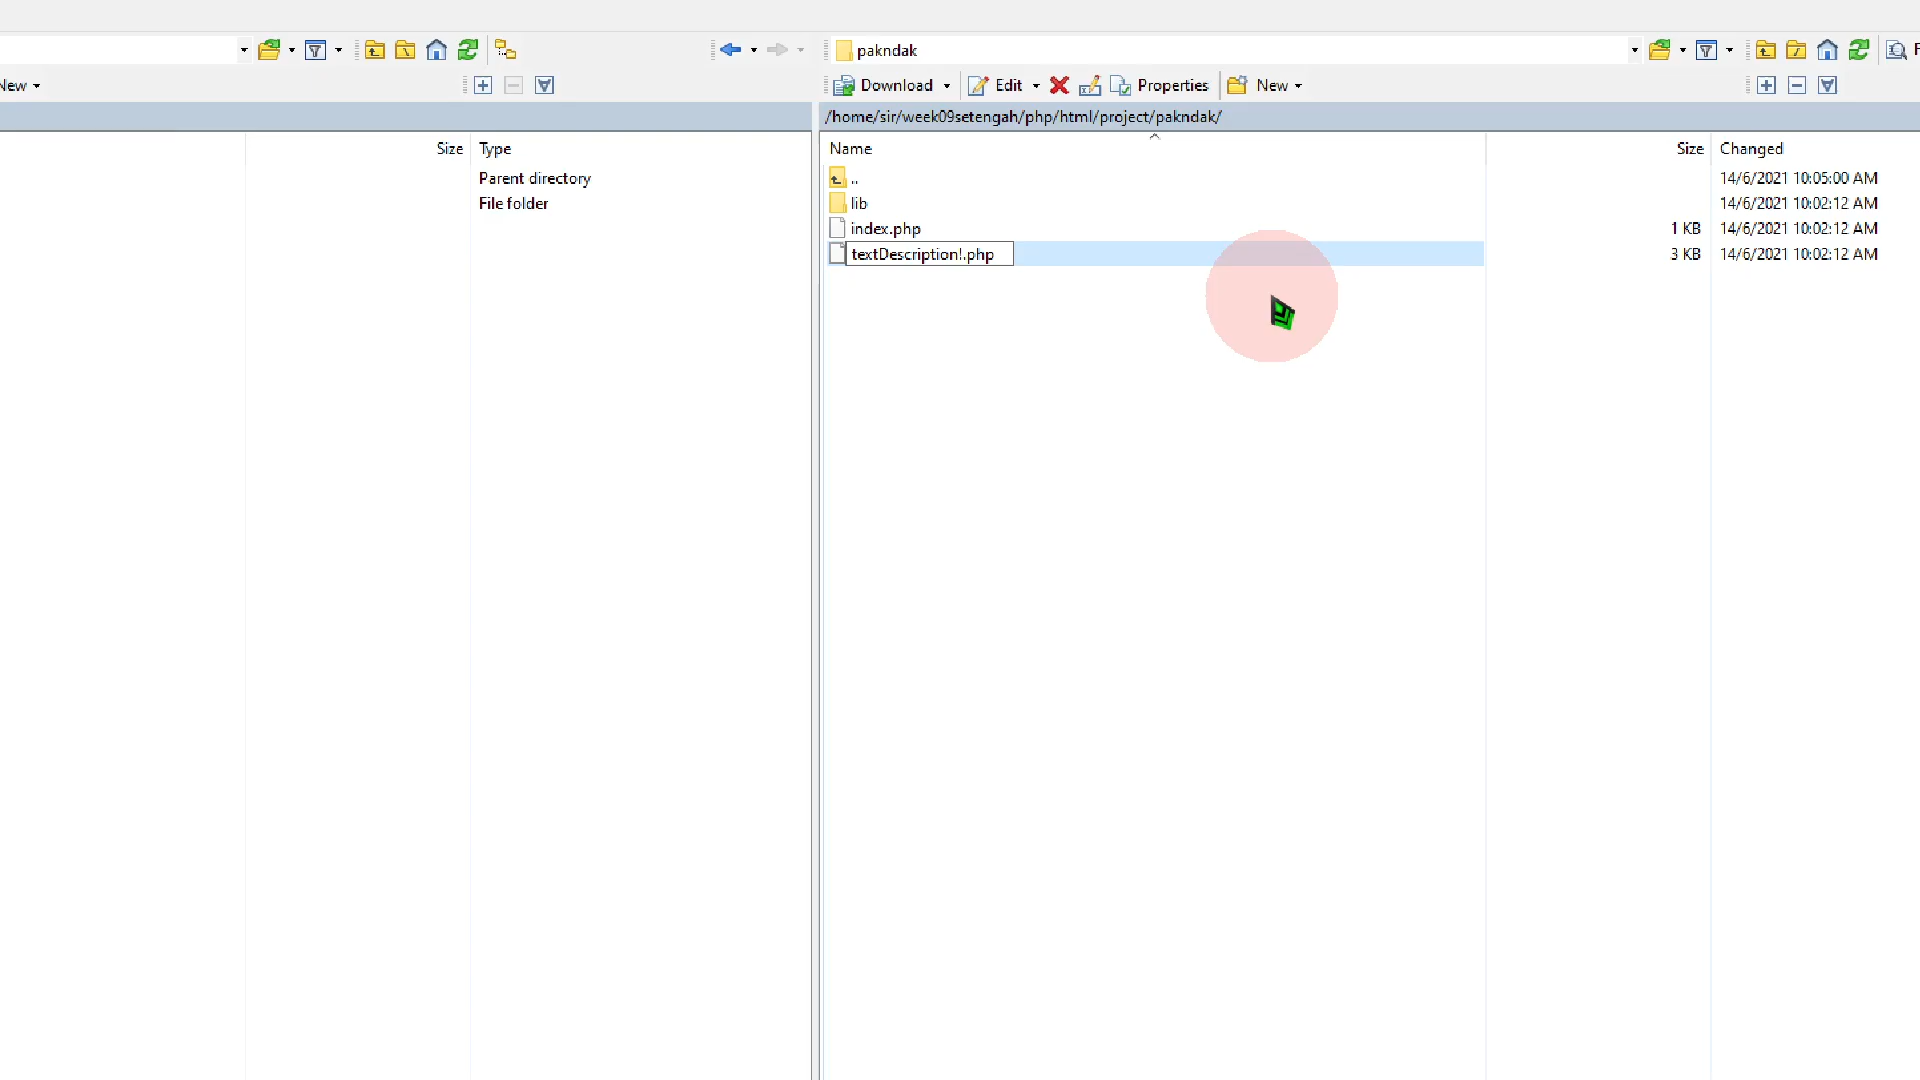 pakndak
F
New
Download
Edit
Properties
New
/home/sir/week09setengah/php/html/project/pakndak/
Size
Type
Name
Size
Changed
Parent directory
..
14/6/2021 10:05:00 AM
File folder
lib
14/6/2021 10:02:12 AM
index.php
1 KB
14/6/2021 10:02:12 AM
textDescription!.php
3 KB
14/6/2021 10:02:12 AM